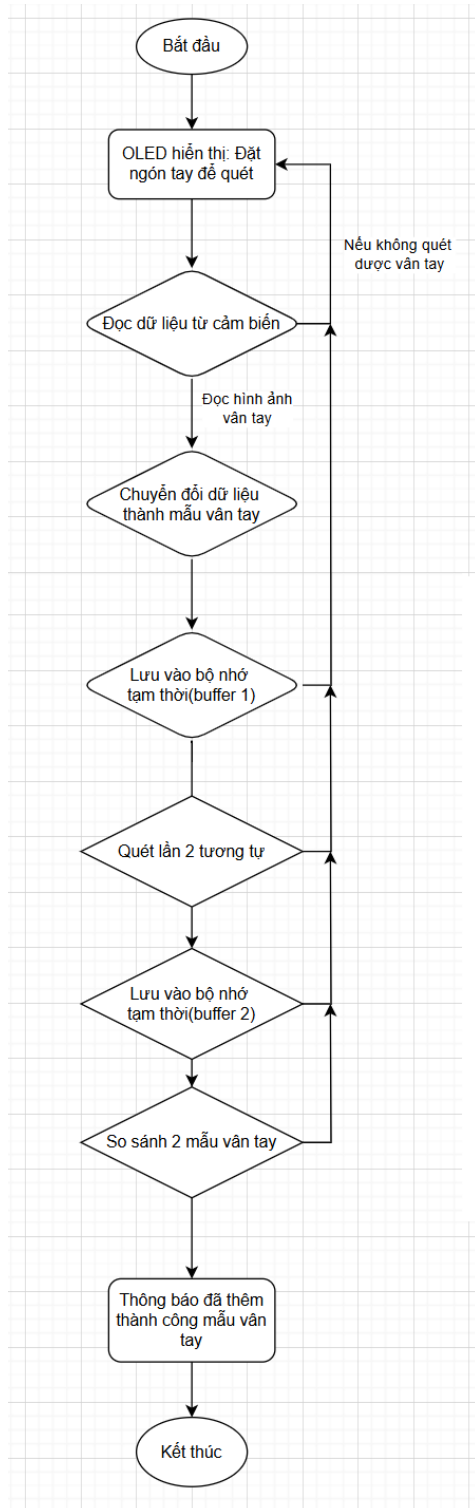 Bắt đầu
OLED hiển thị: Đặt
ngón tay để quét
Nếu không quét
dược vân tay
Đọc dữ liệu từ cảm biến
Đọc hình ảnh
vân tay
Chuyển đổi dữ liệu
thành mẫu vân tay
Lưu vào bộ nhớ
tạm thời(buffer 1)
Quét lần 2 tương tự
Lưu vào bộ nhớ
tạm thời(buffer 2)
So sánh 2 mẫu vân tay
Thông báo đã thêm
thành công mẫu vân
tay
Kết thúc